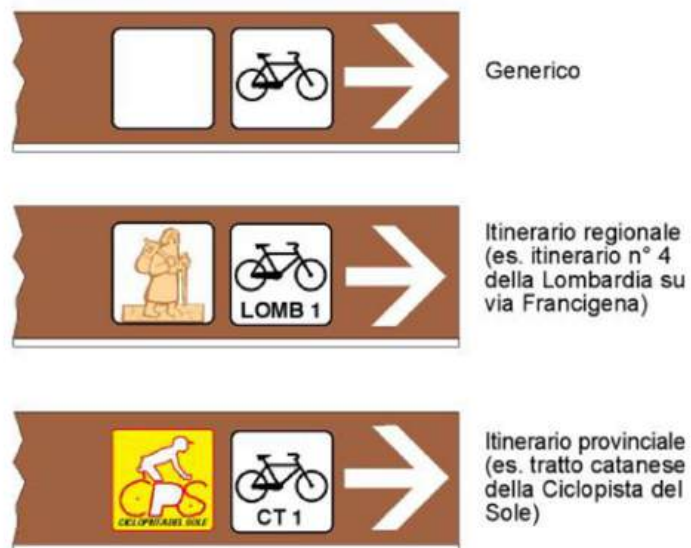 Generico
LOMB 1
Itinerario regionale
(es. itinerario n° 4
della Lombardia su
via Francigena)
CPS
CICLOPISTA DEL SOLE
CT 1
Itinerario provinciale
(es. tratto catanese
della Ciclopista del
Sole)